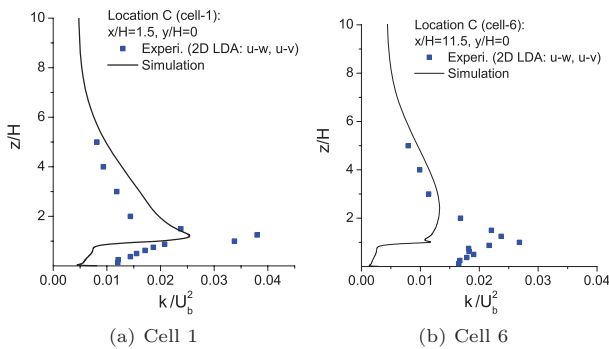 Location C (cell-1):
x/H=1.5, y/H=0
Experi. (2D LDA: u-w, u-v)
Simulation
z/H
10
8
6
4
2
0.00 0.01 0.02 0.03 0.04
k/U_b^2
(a) Cell 1
Location C (cell-6):
x/H=11.5, y/H=0
Experi. (2D LDA: u-w, u-v)
Simulation
z/H
10
8
6
4
2
0.00 0.01 0.02 0.03 0.04
k/U_b^2
(b) Cell 6